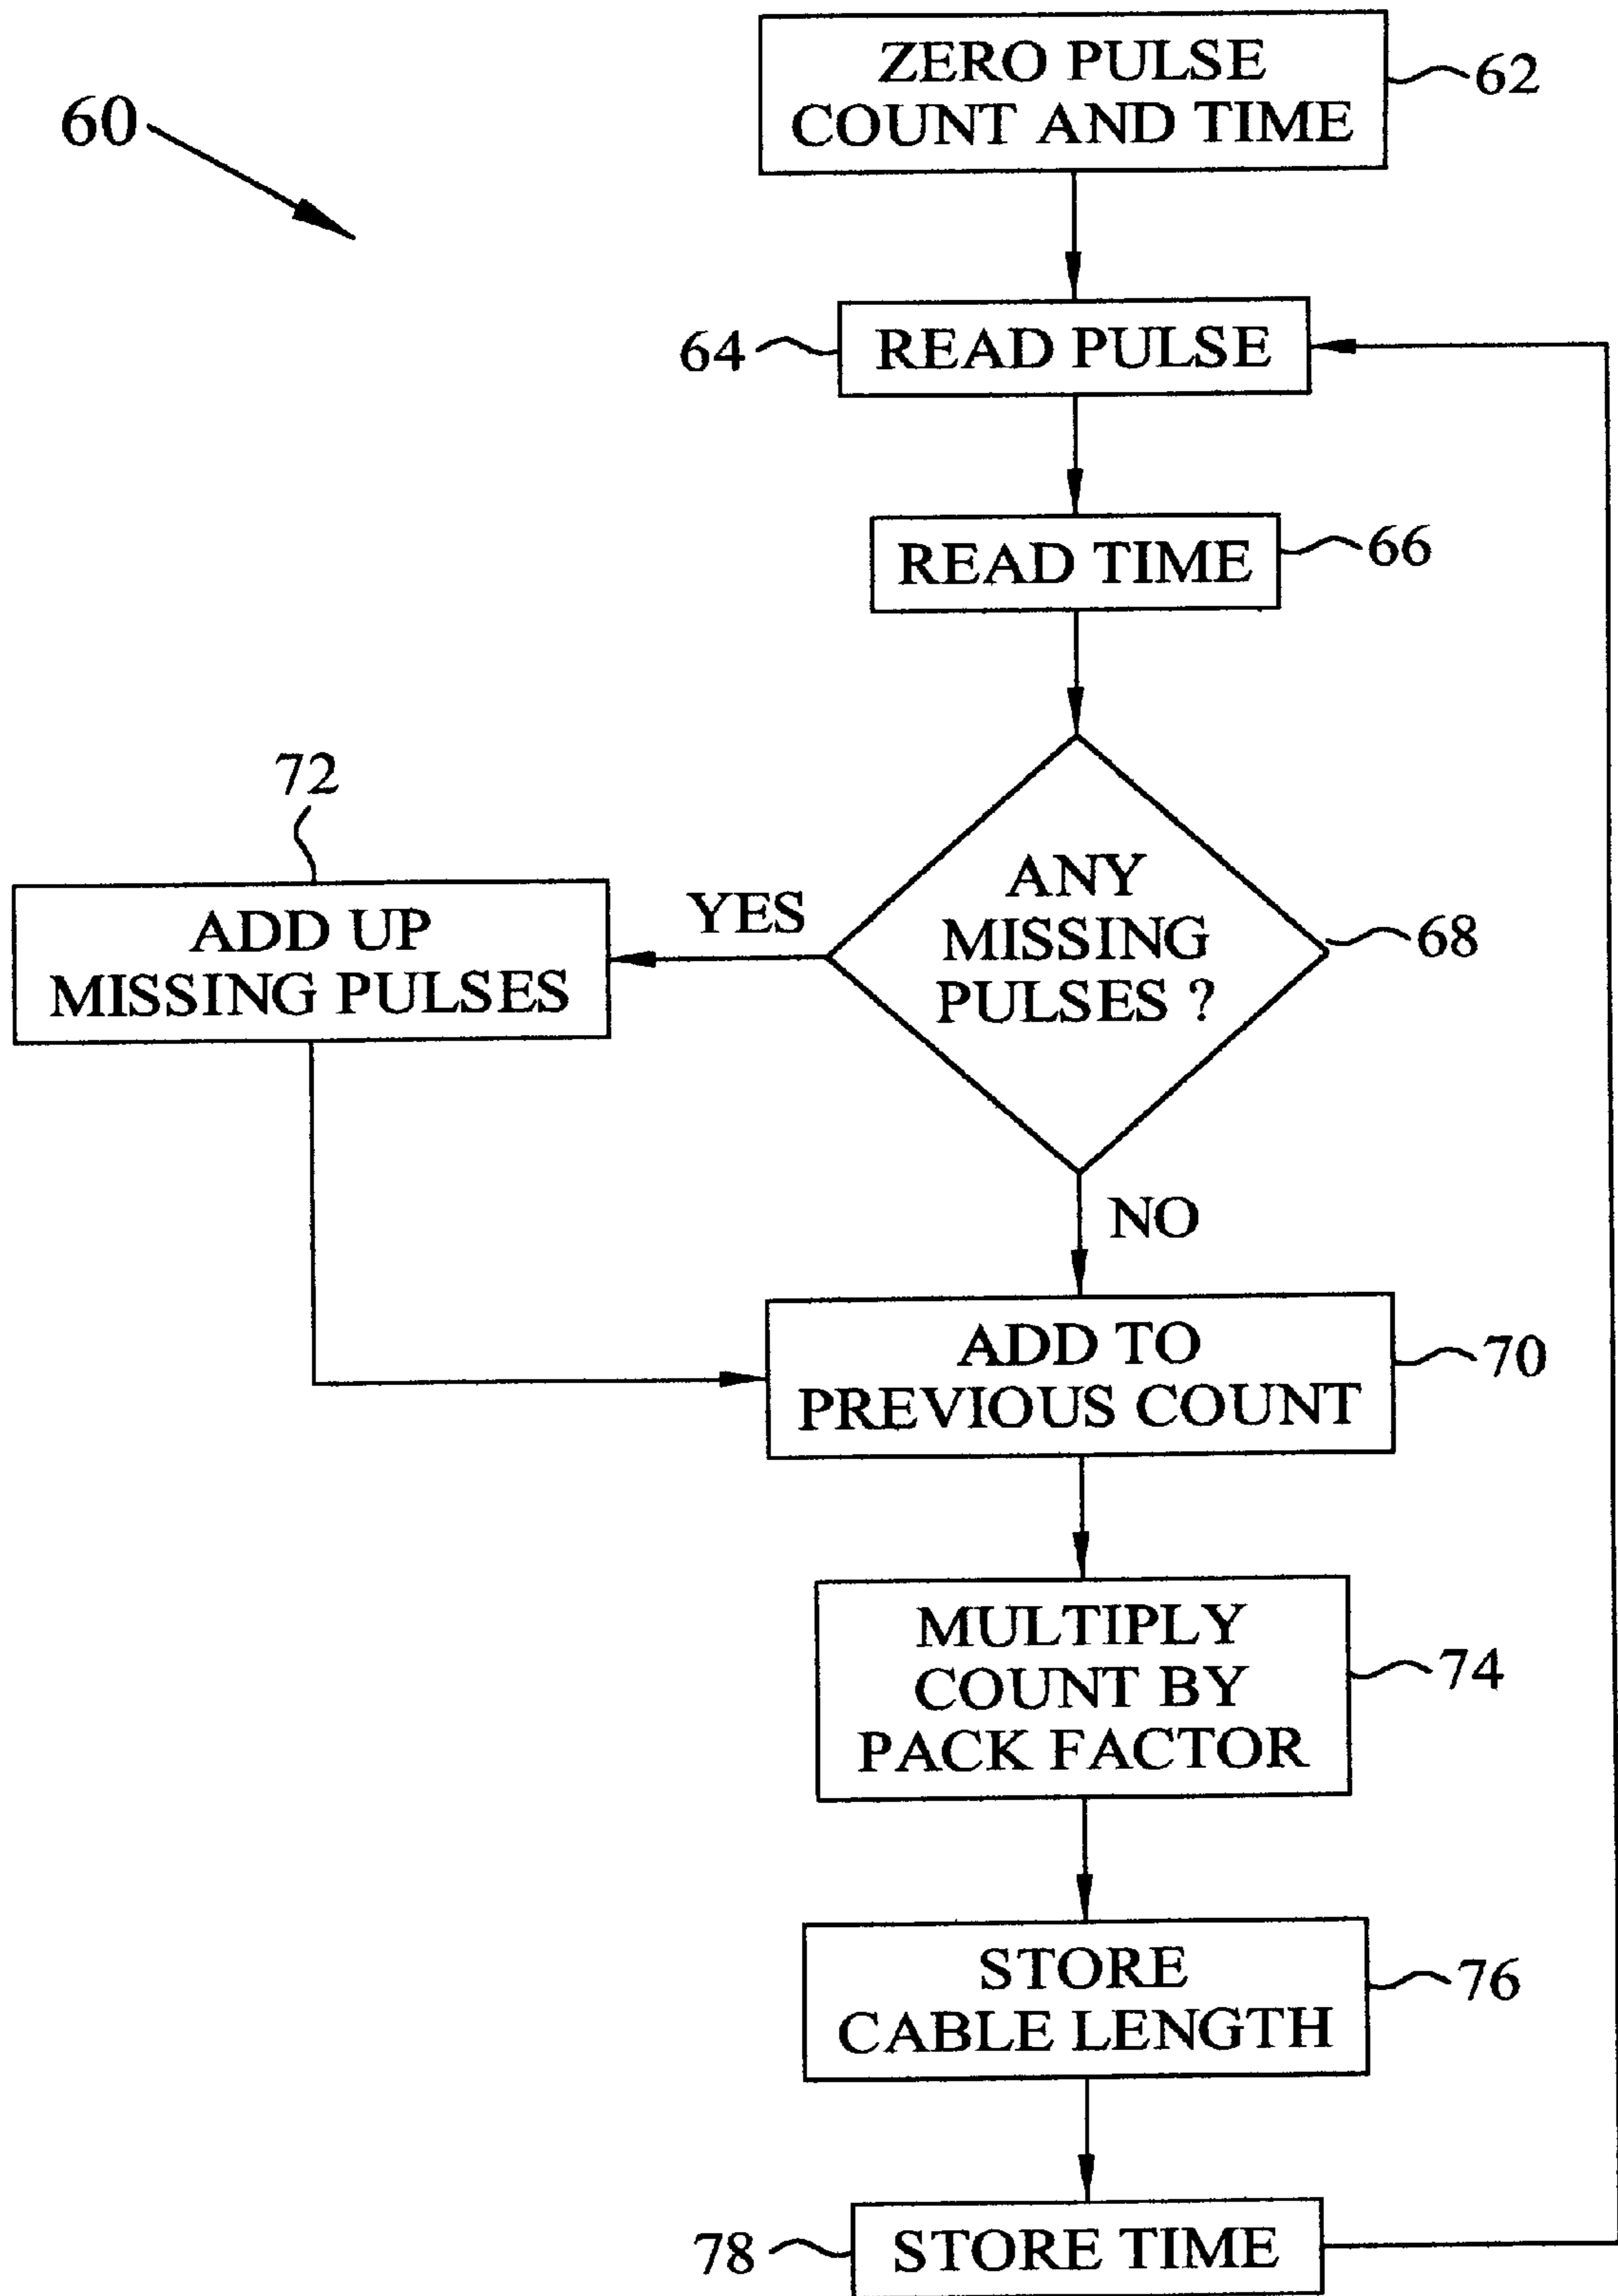 60
ZERO PULSE
COUNT AND TIME
62
64
READ PULSE
READ TIME
66
72
ADD UP
MISSING PULSES
YES
ANY
MISSING
PULSES ?
68
NO
ADD TO
PREVIOUS COUNT
70
MULTIPLY
COUNT BY
PACK FACTOR
74
STORE
CABLE LENGTH
76
78
STORE TIME